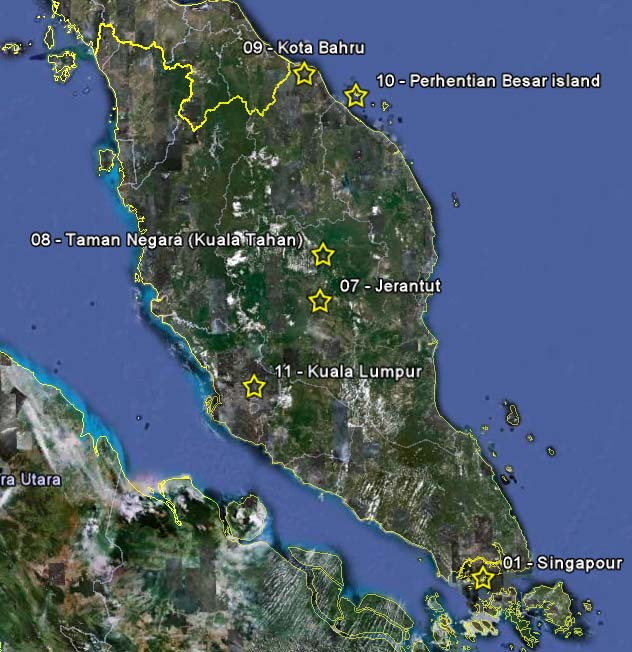 09 - Kota Bahru
10 - Perhentian Besar island
08 - Taman Negara (Kuala Tahan)
07 - Jerantut
11 - Kuala Lumpur
ra Utara
01 - Singapour